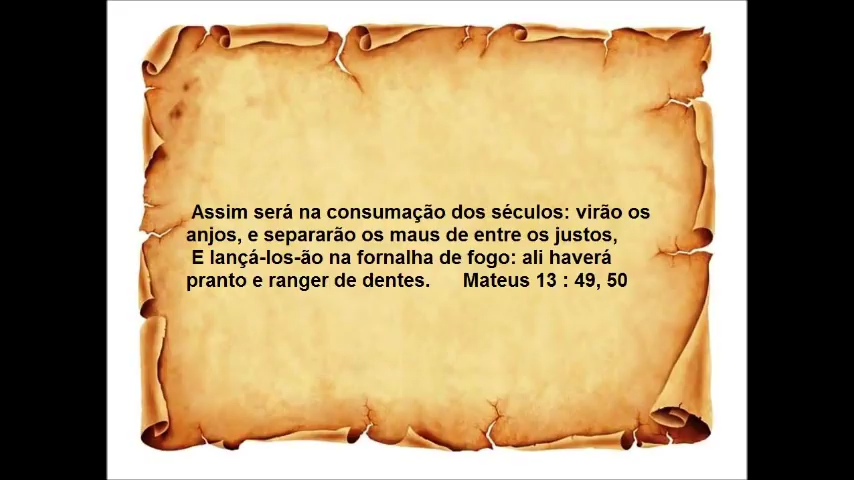 Assim será na consumação dos séculos: virão os
anjos, e separarão os maus de entre os justos,
E lançá-los-ão na fornalha de fogo: ali haverá
pranto e ranger de dentes. Mateus 13 : 49, 50